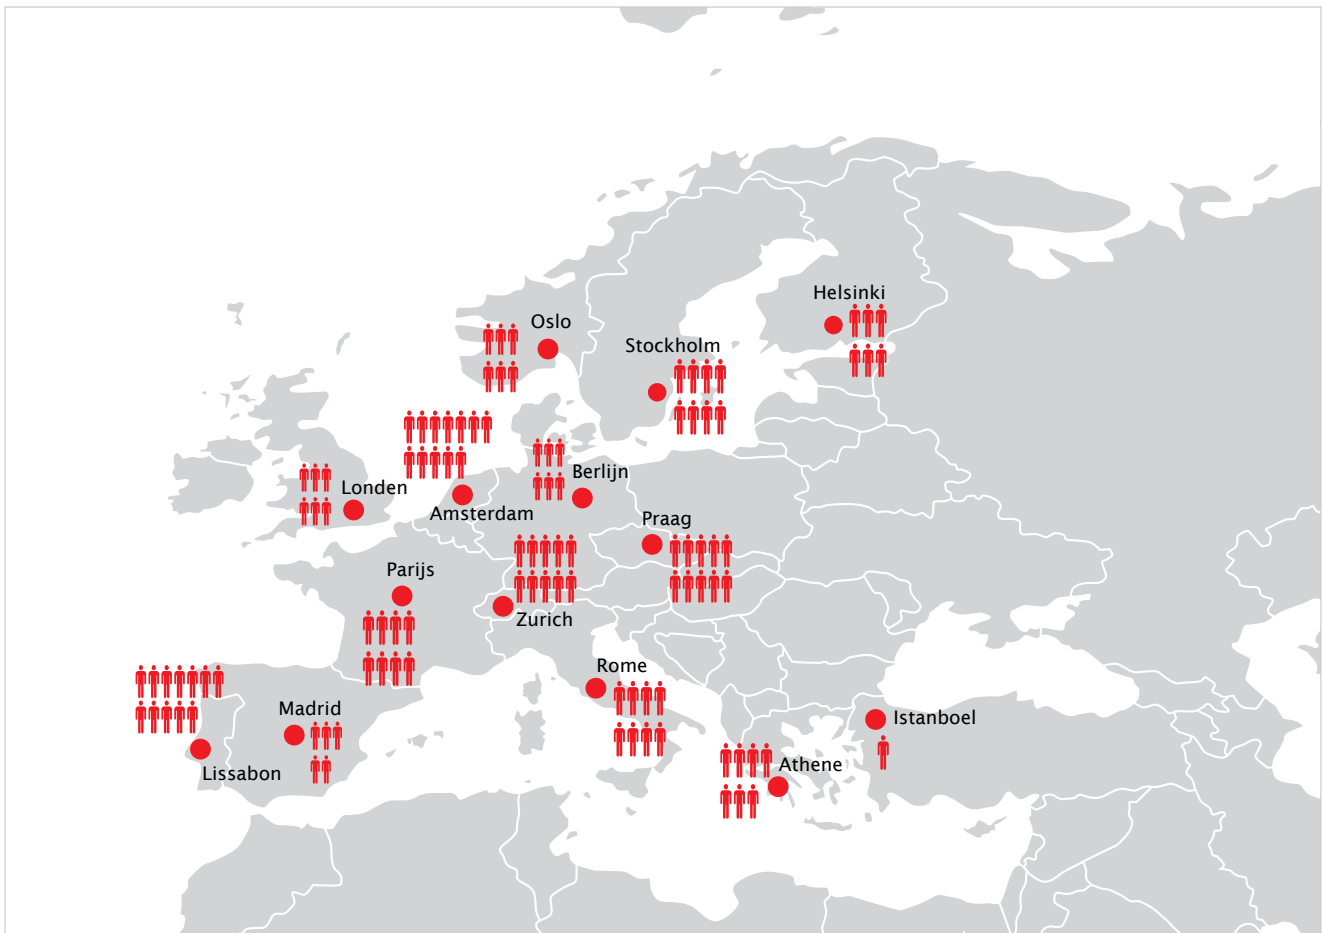 Helsinki
Oslo
Stockholm
Berlijn
Londen
Amsterdam
Praag
Parijs
Zurich
Rome
Madrid
Istanboel
Athene
Lissabon